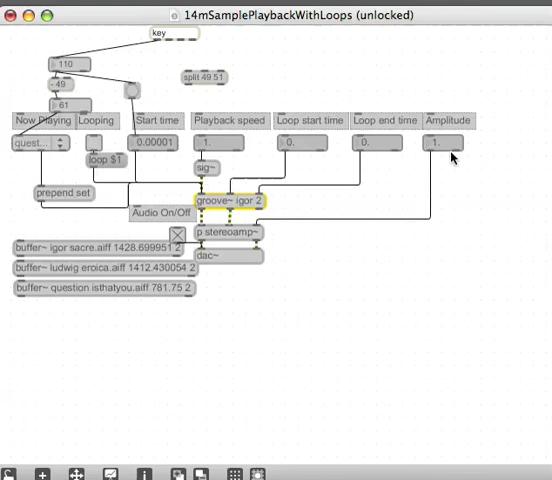 14mSamplePlaybackWithLoops (unlocked)
key
110
split 49 51
- 49
61
Now Playing
Looping
Start time
Playback speed
Loop start time
Loop end time
Amplitude
quest...
0.00001
1.
0.
0.
1.
loop $1
sig~
prepend set
groove~ igor 2
Audio On/Off
p stereoamp~
buffer~ igor sacre.aiff 1428.699951 2
dac~
buffer~ ludwig eroica.aiff 1412.430054 2
buffer~ question isthatyou.aiff 781.75 2